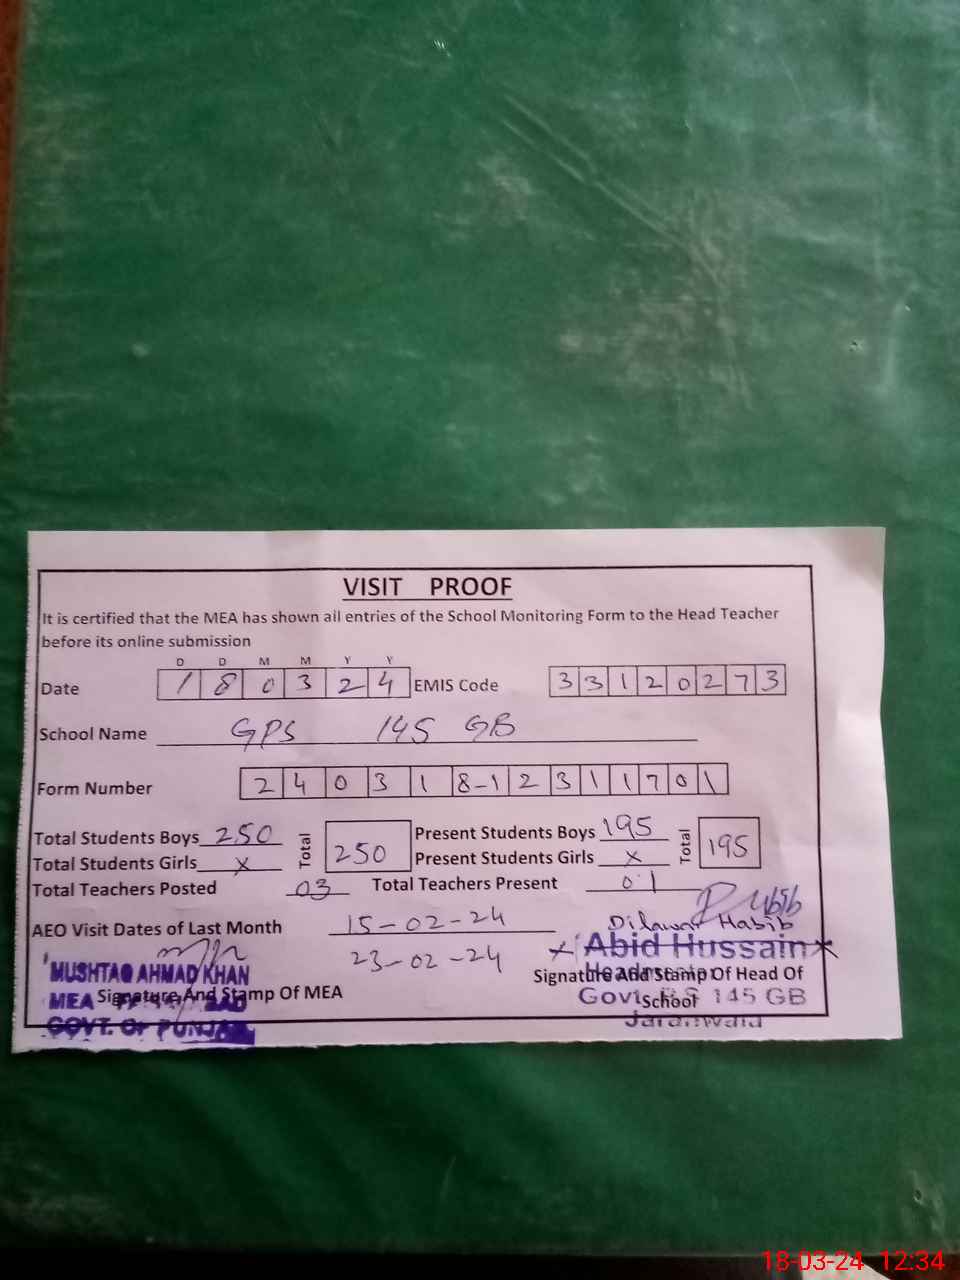 VISIT PROOF
It is certified that the MEA has shown all entries of the School Monitoring Form to the Head Teacher
before its online submission
D D M M Y Y
Date 1 8 0 3 2 4 EMIS Code 3 3 1 2 0 2 7 3
School Name GPS 145 GB
Form Number 2 4 0 3 1 8-1 2 3 1 1 7 0 1
Total Students Boys 250 Total 250 Present Students Boys 195 Total 195
Total Students Girls x Present Students Girls x
Total Teachers Posted 03 Total Teachers Present 01
AEO Visit Dates of Last Month 15-02-24
Dilawar Habib
23-02-24
Abid Hussain
MUSHTAQ AHMAD KHAN
Signature And Stamp Of Head Of
MEA
Signature And Stamp Of MEA
School
Govt. 145 GB
GOVT. OF PUNJAB
Jaranwala
18-03-24 12:34